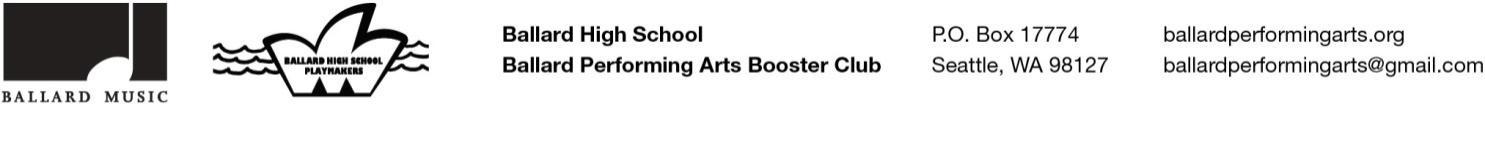 BALLARD MUSIC
BALLARD HIGH SCHOOL
PLAYMAKERS
Ballard High School
Ballard Performing Arts Booster Club
P.O. Box 17774
Seattle, WA 98127
ballardperformingarts.org
ballardperformingarts@gmail.com